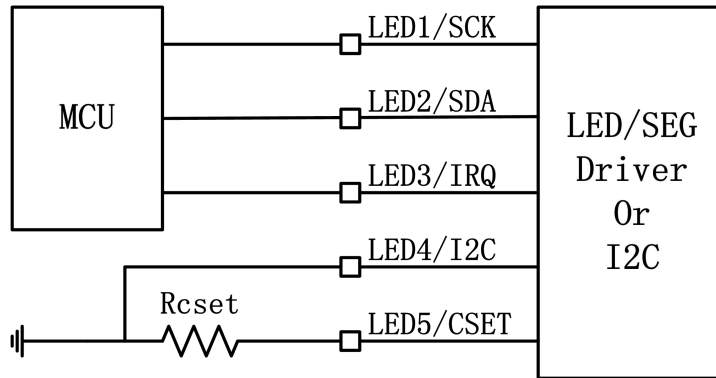 LED1/SCK
MCU
LED2/SDA
LED/SEG
Driver
Or
I2C
LED3/IRQ
LED4/I2C
Rcset
LED5/CSET